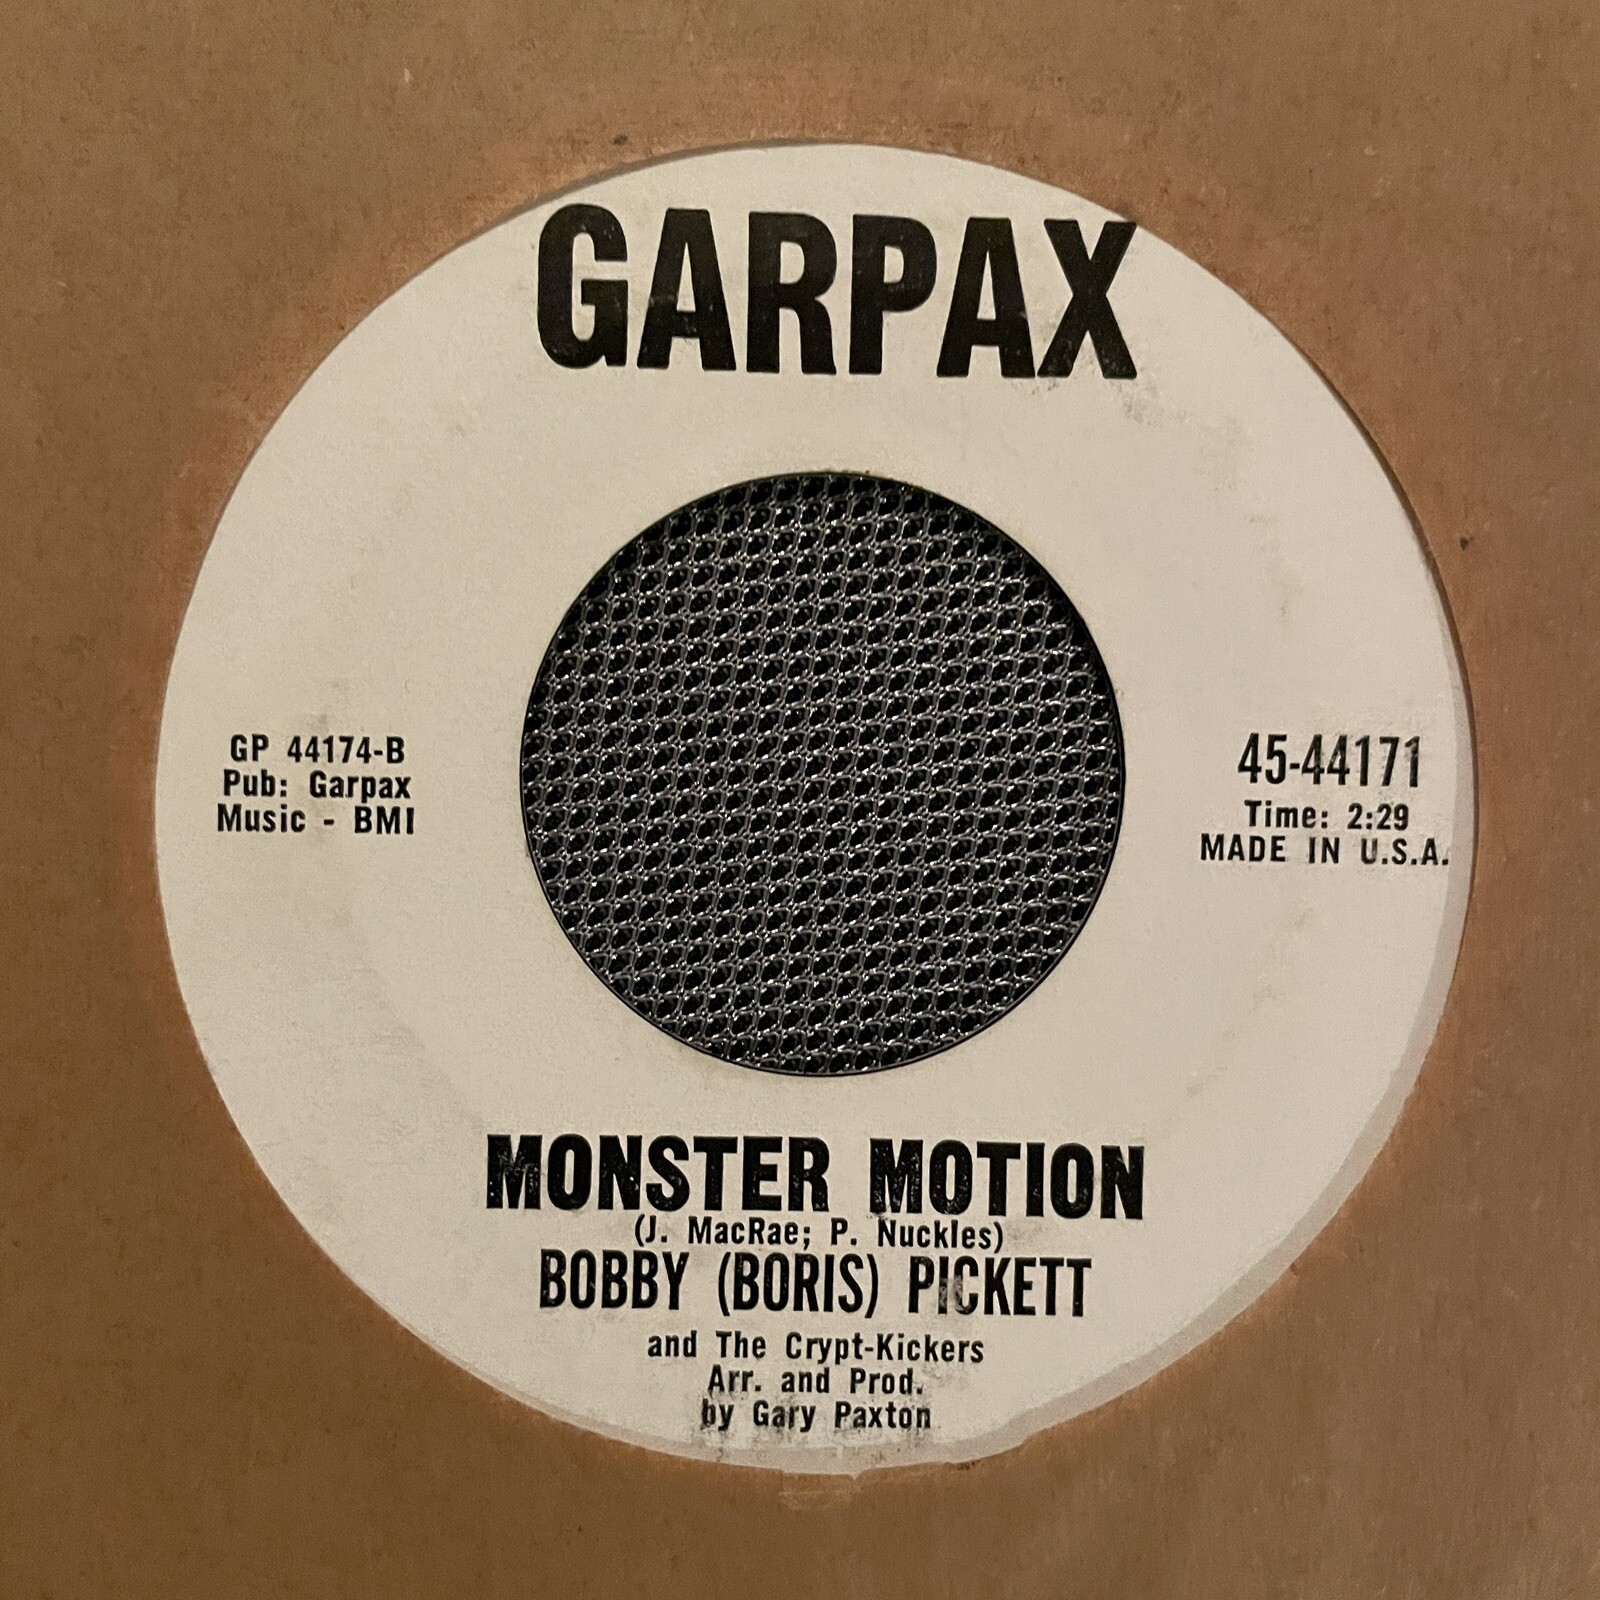 GARPAX
GP 44174-B
Pub: Garpax
Music - BMI
45-44171
Time: 2:29
MADE IN U.S.A.
MONSTER MOTION
(J. MacRae; P. Nuckles)
BOBBY (BORIS) PICKETT
and The Crypt-Kickers
Arr. and Prod.
by Gary Paxton